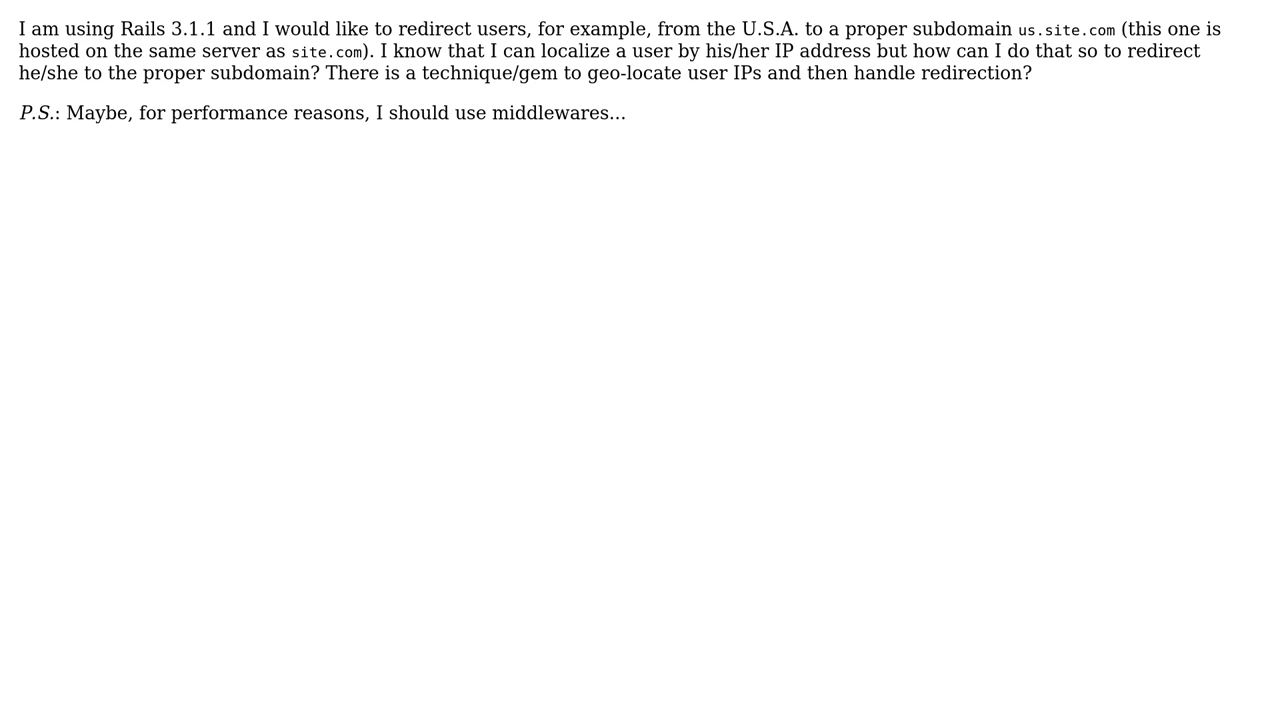 I am using Rails 3.1.1 and I would like to redirect users, for example, from the U.S.A. to a proper subdomain us.site.com (this one is
hosted on the same server as site.com). I know that I can localize a user by his/her IP address but how can I do that so to redirect
he/she to the proper subdomain? There is a technique/gem to geo-locate user IPs and then handle redirection?
P.S.: Maybe, for performance reasons, I should use middlewares...